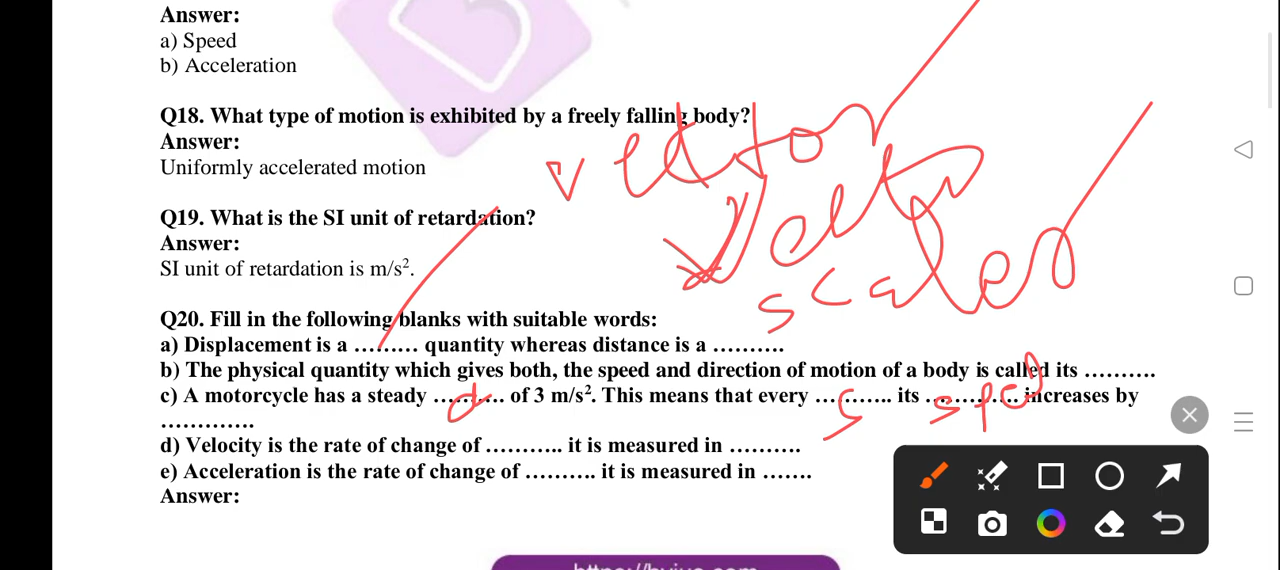 Answer:
a) Speed
b) Acceleration
Q18. What type of motion is exhibited by a freely falling body?
Answer:
Uniformly accelerated motion
vector
Q19. What is the SI unit of retardation?
Answer:
SI unit of retardation is m/s².
Q20. Fill in the following blanks with suitable words:
a) Displacement is a ……… quantity whereas distance is a ……….
b) The physical quantity which gives both, the speed and direction of motion of a body is called its ……….
c) A motorcycle has a steady ………. of 3 m/s². This means that every ……….. its …………. increases by
………….
d) Velocity is the rate of change of ……….. it is measured in ……….
e) Acceleration is the rate of change of ………. it is measured in …….
Answer: